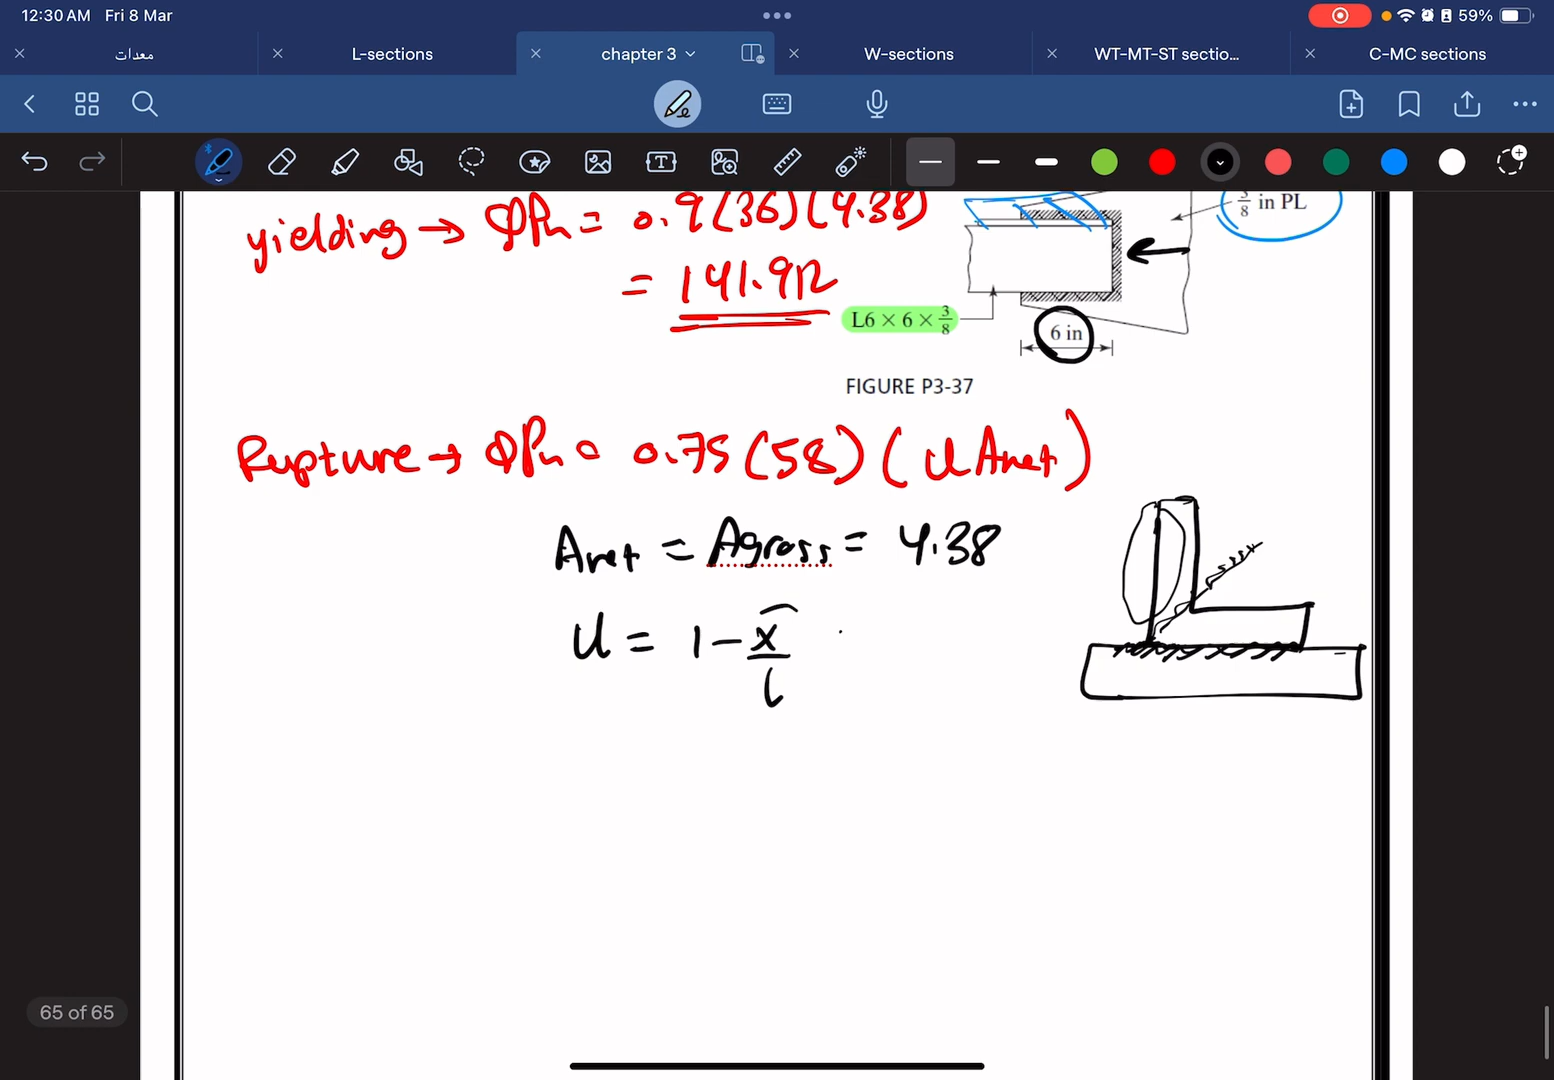 12:30 AM Fri 8 Mar
59%
معدات
L-sections
chapter 3
W-sections
WT-MT-ST sectio...
C-MC sections
yielding → ΦPn = 0.9(36)(4.38)
= 141.912
3/8 in PL
L6 × 6 × 3/8
6 in
FIGURE P3-37
Rupture → ΦPn = 0.75(58)(U Anet)
Anet = Agross = 4.38
U = 1 - x̄/L
65 of 65